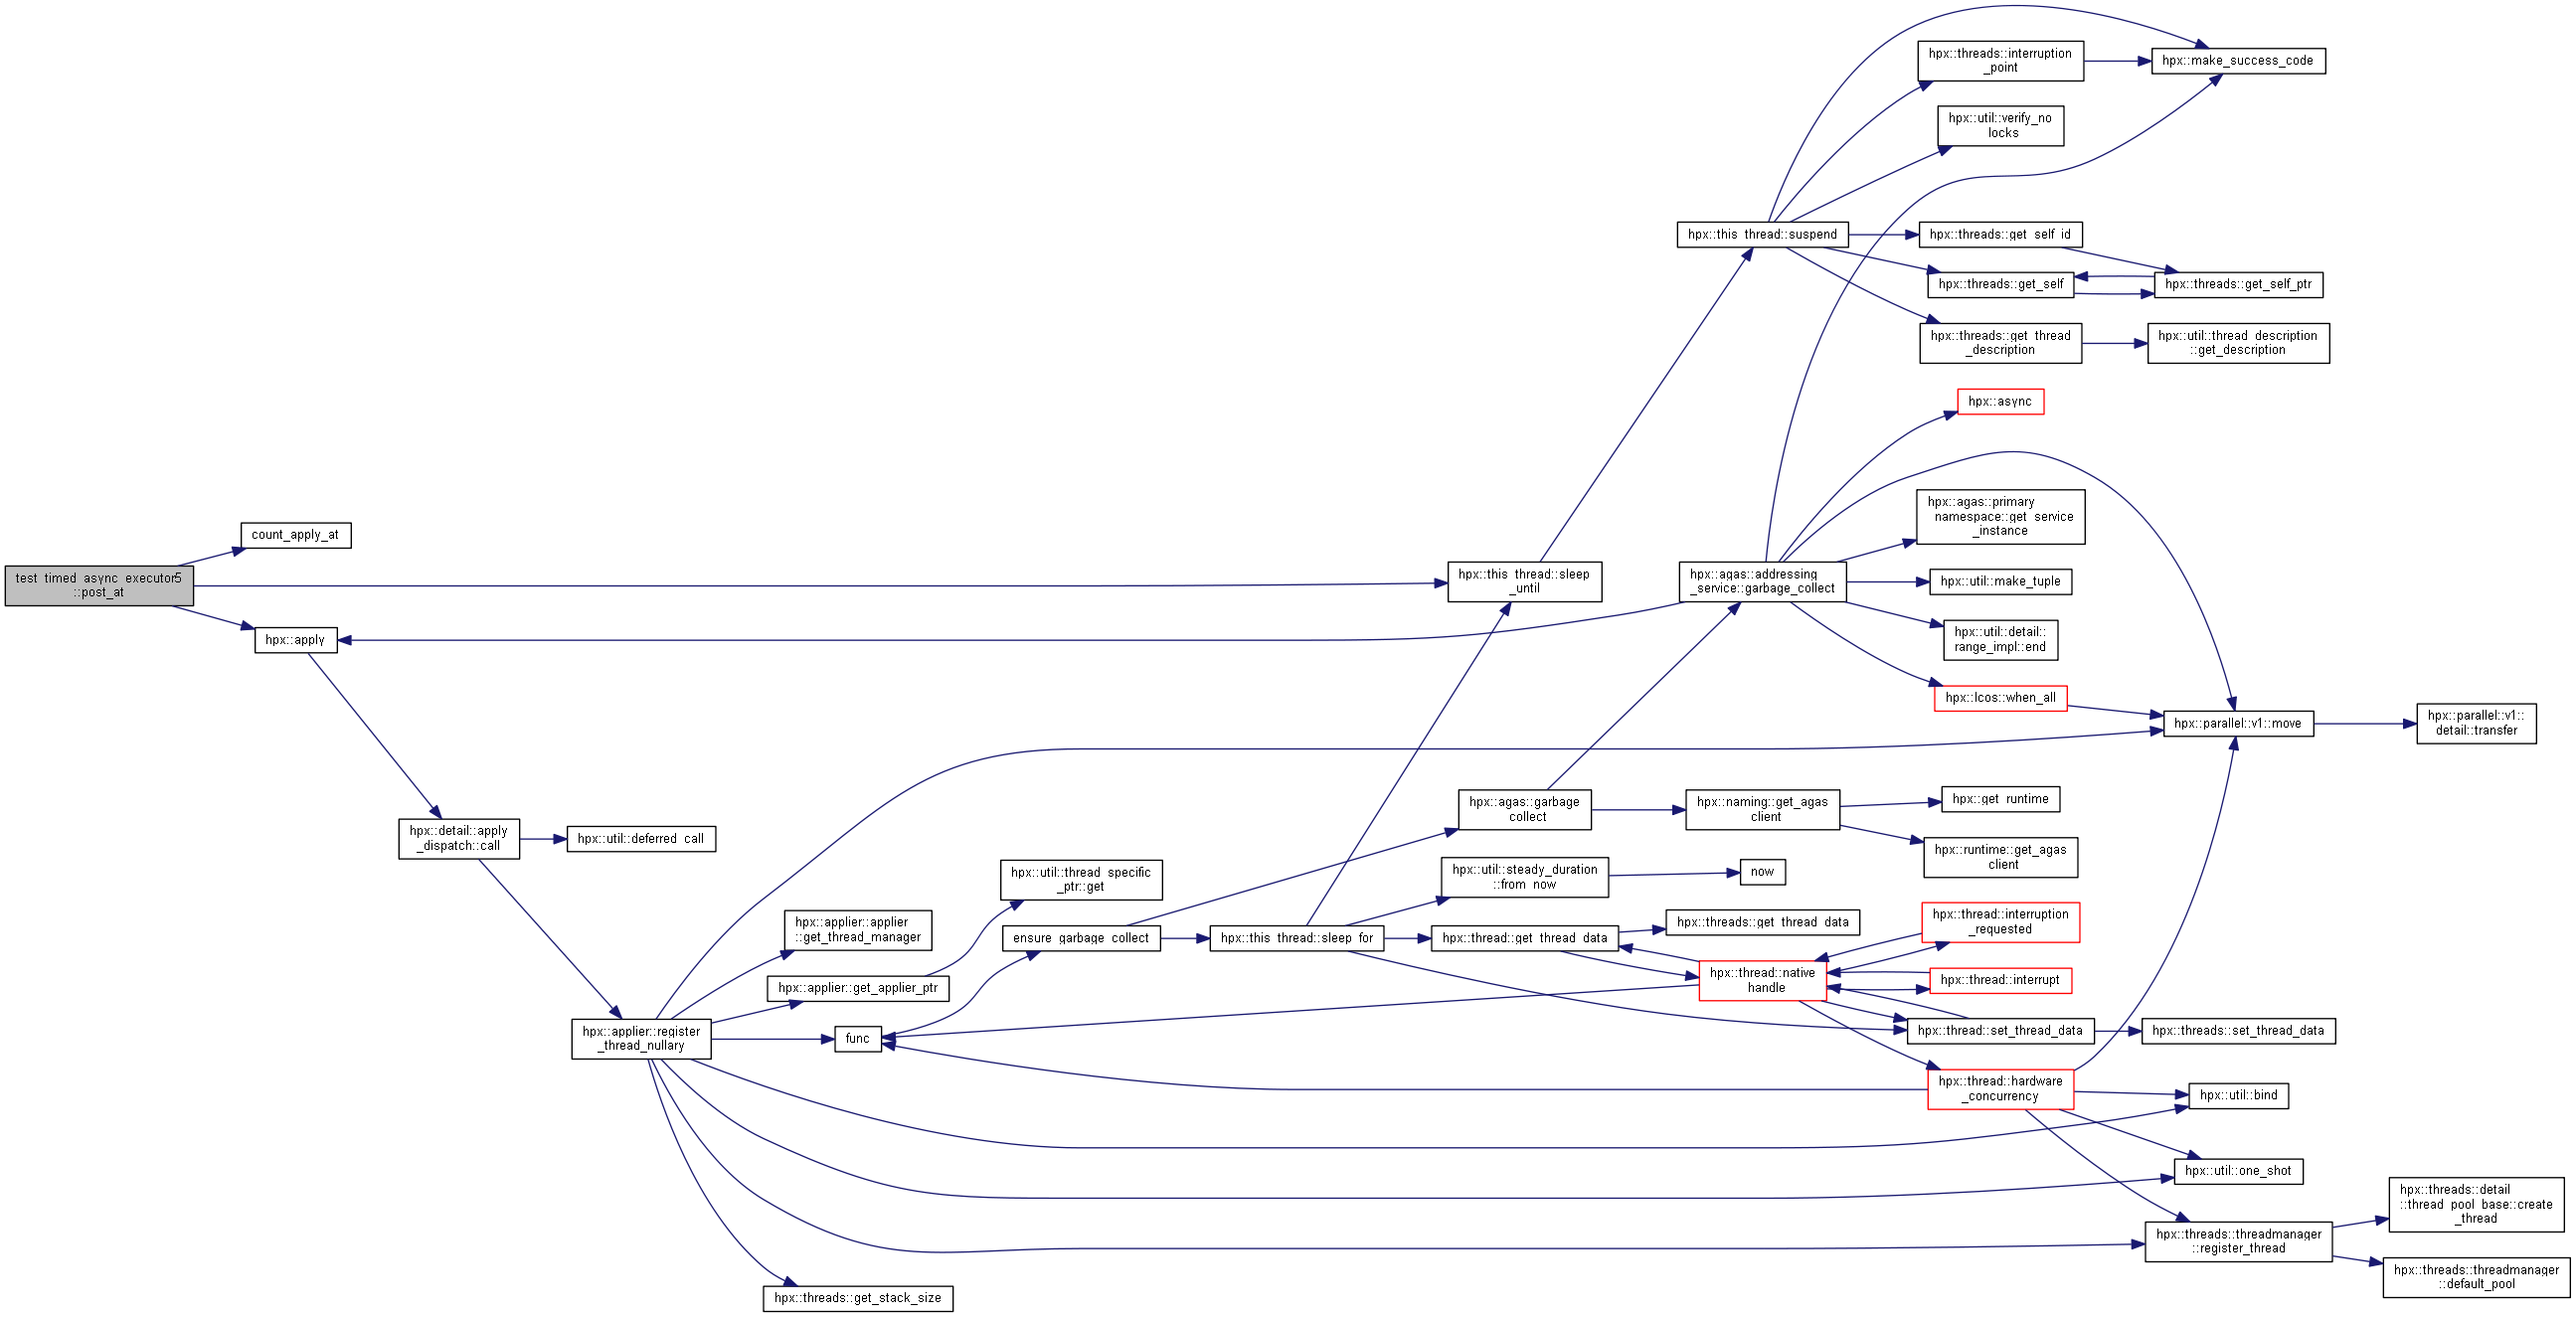 test_timed_async_executor5
::post_at
count_apply_at
hpx::apply
hpx::detail::apply
_dispatch::call
hpx::util::deferred_call
hpx::applier::register
_thread_nullary
hpx::applier::applier
::get_thread_manager
hpx::applier::get_applier_ptr
func
hpx::threads::get_stack_size
hpx::util::thread_specific
_ptr::get
ensure_garbage_collect
hpx::this_thread::sleep_for
hpx::this_thread::sleep
_until
hpx::agas::garbage
_collect
hpx::util::steady_duration
::from_now
hpx::thread::get_thread_data
hpx::this_thread::suspend
hpx::agas::addressing
_service::garbage_collect
hpx::naming::get_agas
_client
now
hpx::threads::get_thread_data
hpx::thread::native
_handle
hpx::threads::interruption
_point
hpx::util::verify_no
_locks
hpx::threads::get_self_id
hpx::threads::get_self
hpx::threads::get_thread
_description
hpx::async
hpx::agas::primary
_namespace::get_service
_instance
hpx::util::make_tuple
hpx::util::detail::
range_impl::end
hpx::lcos::when_all
hpx::get_runtime
hpx::runtime::get_agas
_client
hpx::thread::interruption
_requested
hpx::thread::interrupt
hpx::thread::set_thread_data
hpx::thread::hardware
_concurrency
hpx::make_success_code
hpx::threads::get_self_ptr
hpx::util::thread_description
::get_description
hpx::parallel::v1::move
hpx::threads::set_thread_data
hpx::util::bind
hpx::util::one_shot
hpx::threads::threadmanager
::register_thread
hpx::parallel::v1::
detail::transfer
hpx::threads::detail
::thread_pool_base::create
_thread
hpx::threads::threadmanager
::default_pool